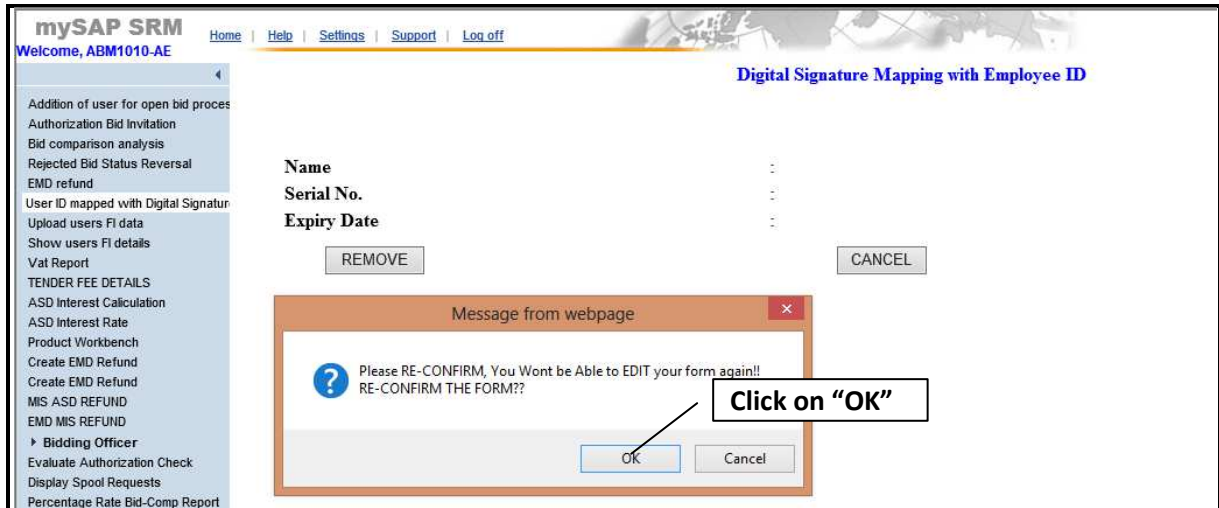 mySAP SRM
Welcome, ABM1010-AE
Home | Help | Settings | Support | Log off
Digital Signature Mapping with Employee ID
Addition of user for open bid proces
Authorization Bid Invitation
Bid comparison analysis
Rejected Bid Status Reversal
EMD refund
User ID mapped with Digital Signatur
Upload users FI data
Show users FI details
Vat Report
TENDER FEE DETAILS
ASD Interest Caliculation
ASD Interest Rate
Product Workbench
Create EMD Refund
Create EMD Refund
MIS ASD REFUND
EMD MIS REFUND
Bidding Officer
Evaluate Authorization Check
Display Spool Requests
Percentage Rate Bid-Comp Report
Name :
Serial No. :
Expiry Date :
REMOVE CANCEL
Message from webpage
Please RE-CONFIRM, You Wont be Able to EDIT your form again!!
RE-CONFIRM THE FORM??
Click on “OK”
OK Cancel